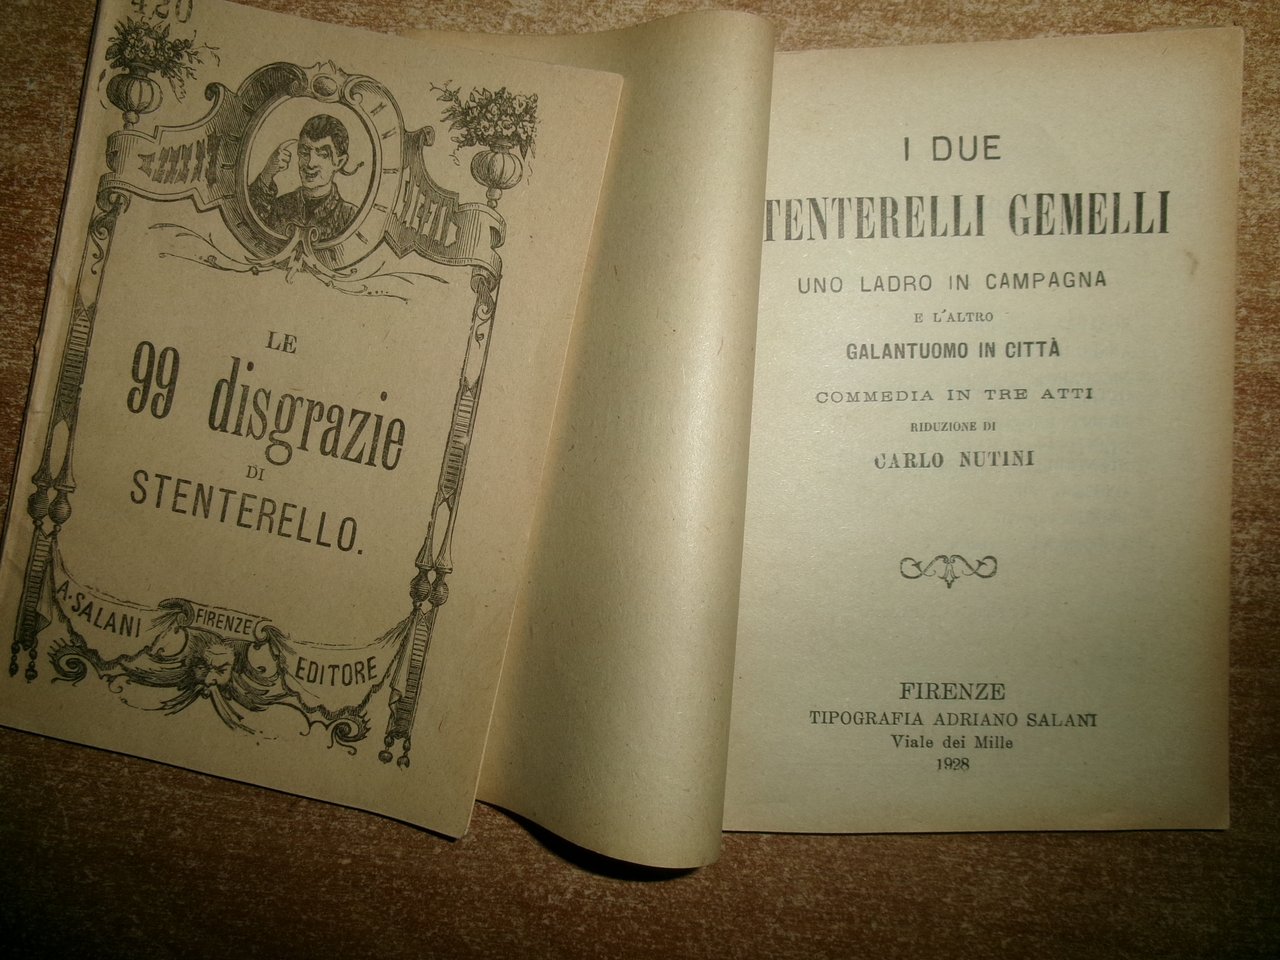 420
LE
99 disgrazie
DI
STENTERELLO.
A. SALANI
FIRENZE
EDITORE
I DUE
TENTERELLI GEMELLI
UNO LADRO IN CAMPAGNA
E L'ALTRO
GALANTUOMO IN CITTÀ
COMMEDIA IN TRE ATTI
RIDUZIONE DI
CARLO NUTINI
FIRENZE
TIPOGRAFIA ADRIANO SALANI
Viale dei Mille
1928